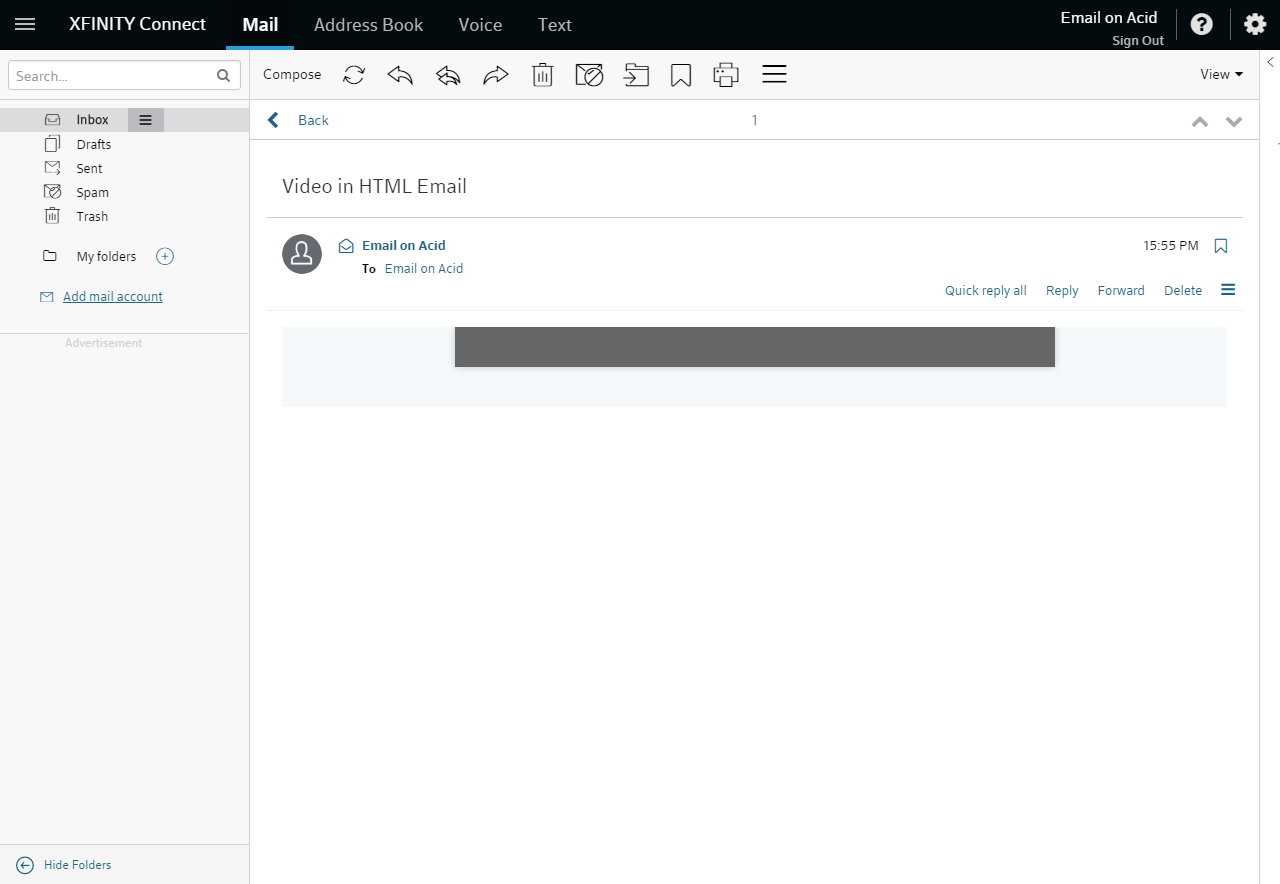 XFINITY Connect Mail Address Book Voice Text Email on Acid
Sign Out
Search...
Compose View
Inbox
Drafts
Sent
Spam
Trash
My folders
Add mail account
Advertisement
Hide Folders
Back 1
Video in HTML Email
Email on Acid 15:55 PM
To Email on Acid
Quick reply all Reply Forward Delete